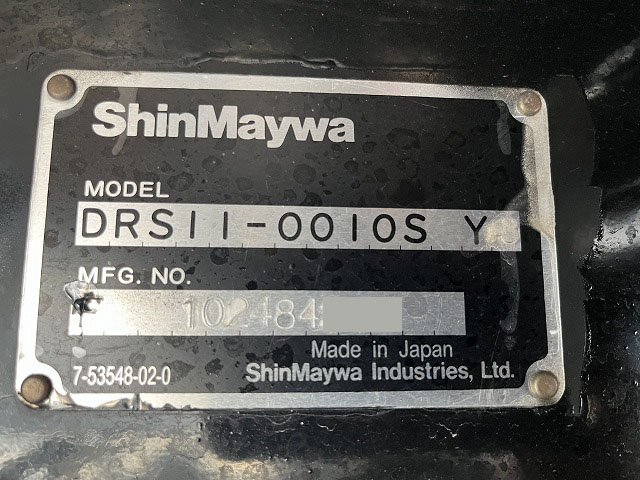 ShinMaywa
MODEL
DRS11-0010S Y
MFG. NO.
102484
Made in Japan
7-53548-02-0 ShinMaywa Industries, Ltd.